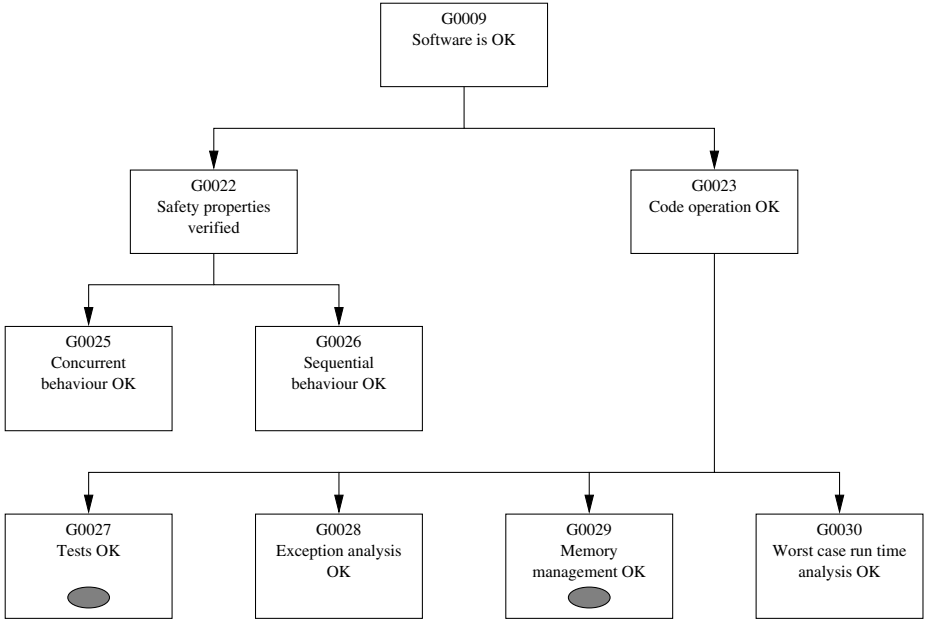 G0009
Software is OK
G0022
Safety properties
verified
G0023
Code operation OK
G0025
Concurrent
behaviour OK
G0026
Sequential
behaviour OK
G0027
Tests OK
G0028
Exception analysis
OK
G0029
Memory
management OK
G0030
Worst case run time
analysis OK